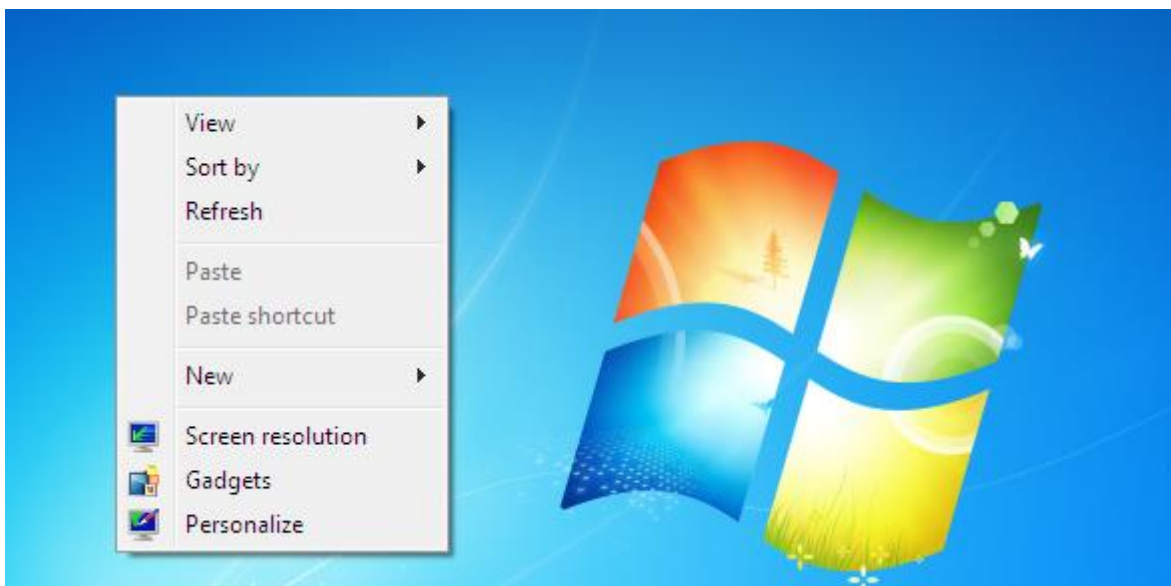 View
Sort by
Refresh
Paste
Paste shortcut
New
Screen resolution
Gadgets
Personalize